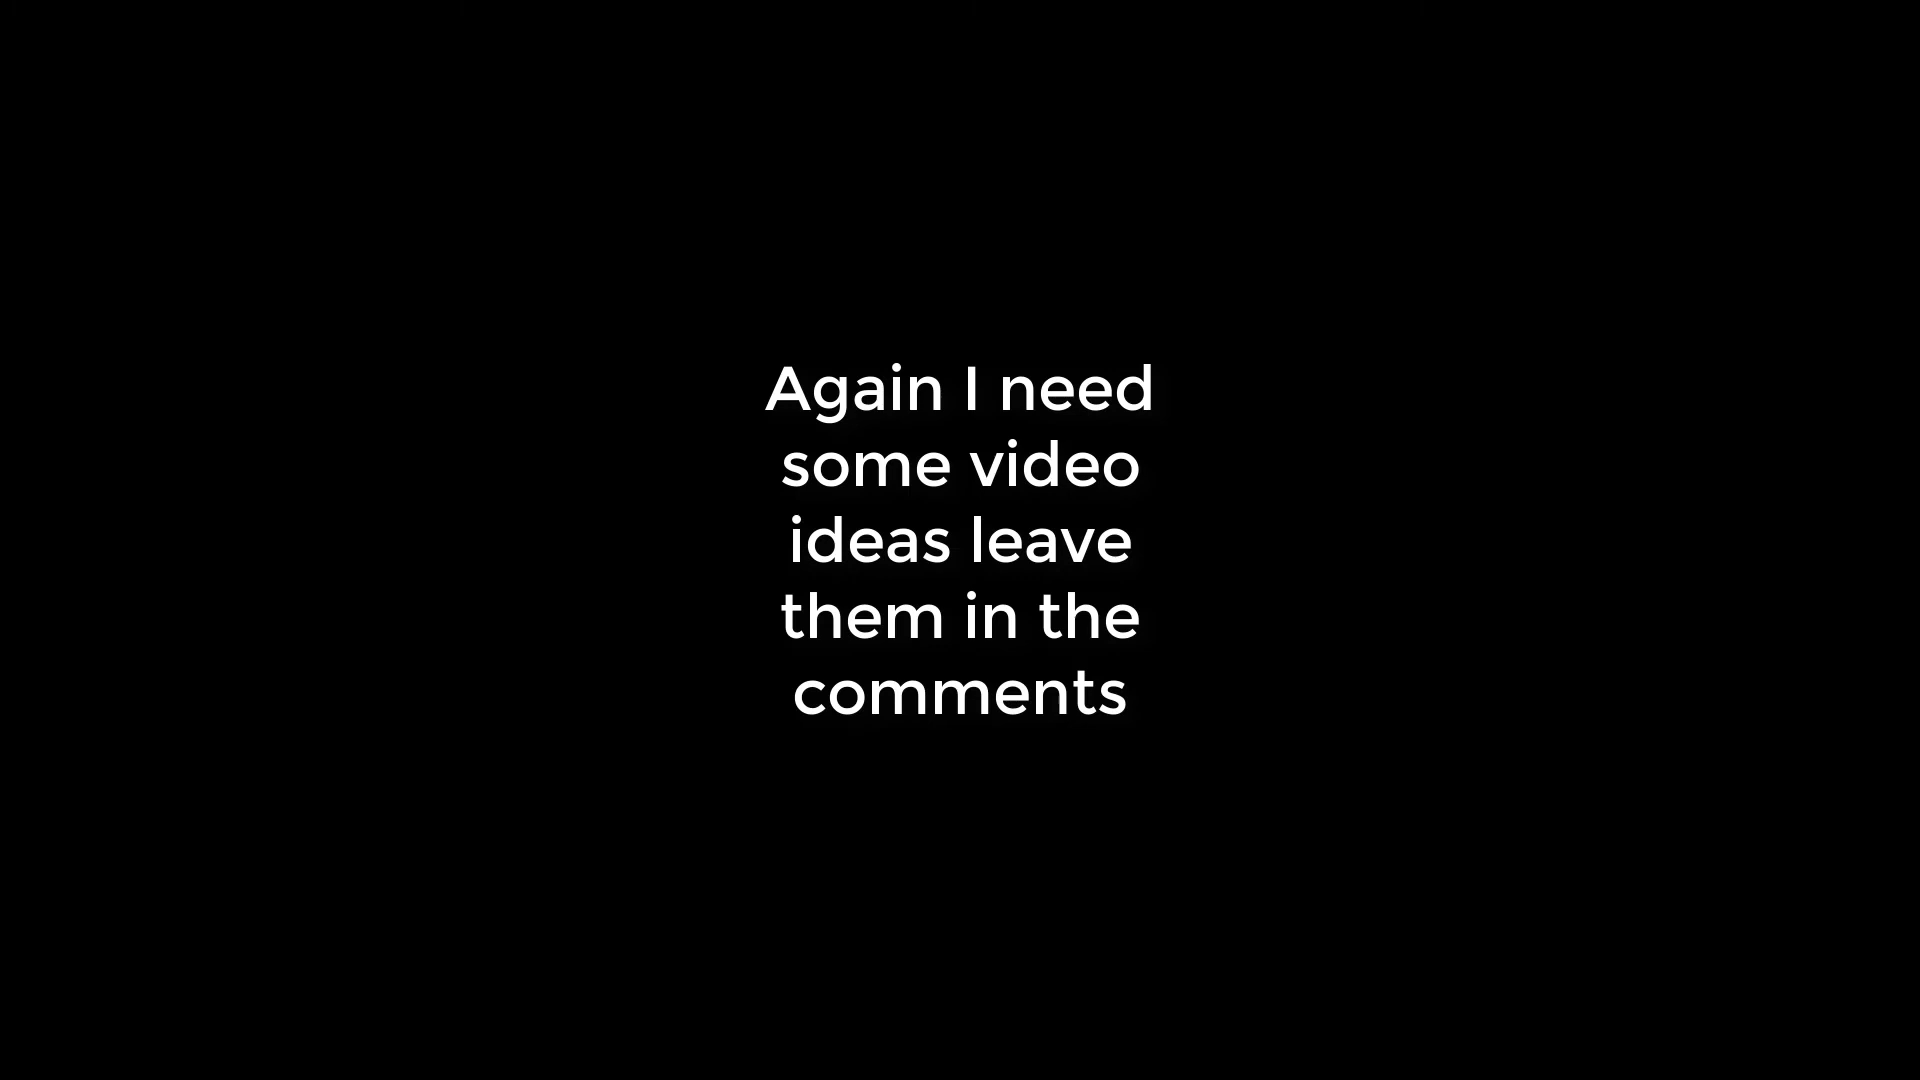 Again I need
some video
ideas leave
them in the
comments